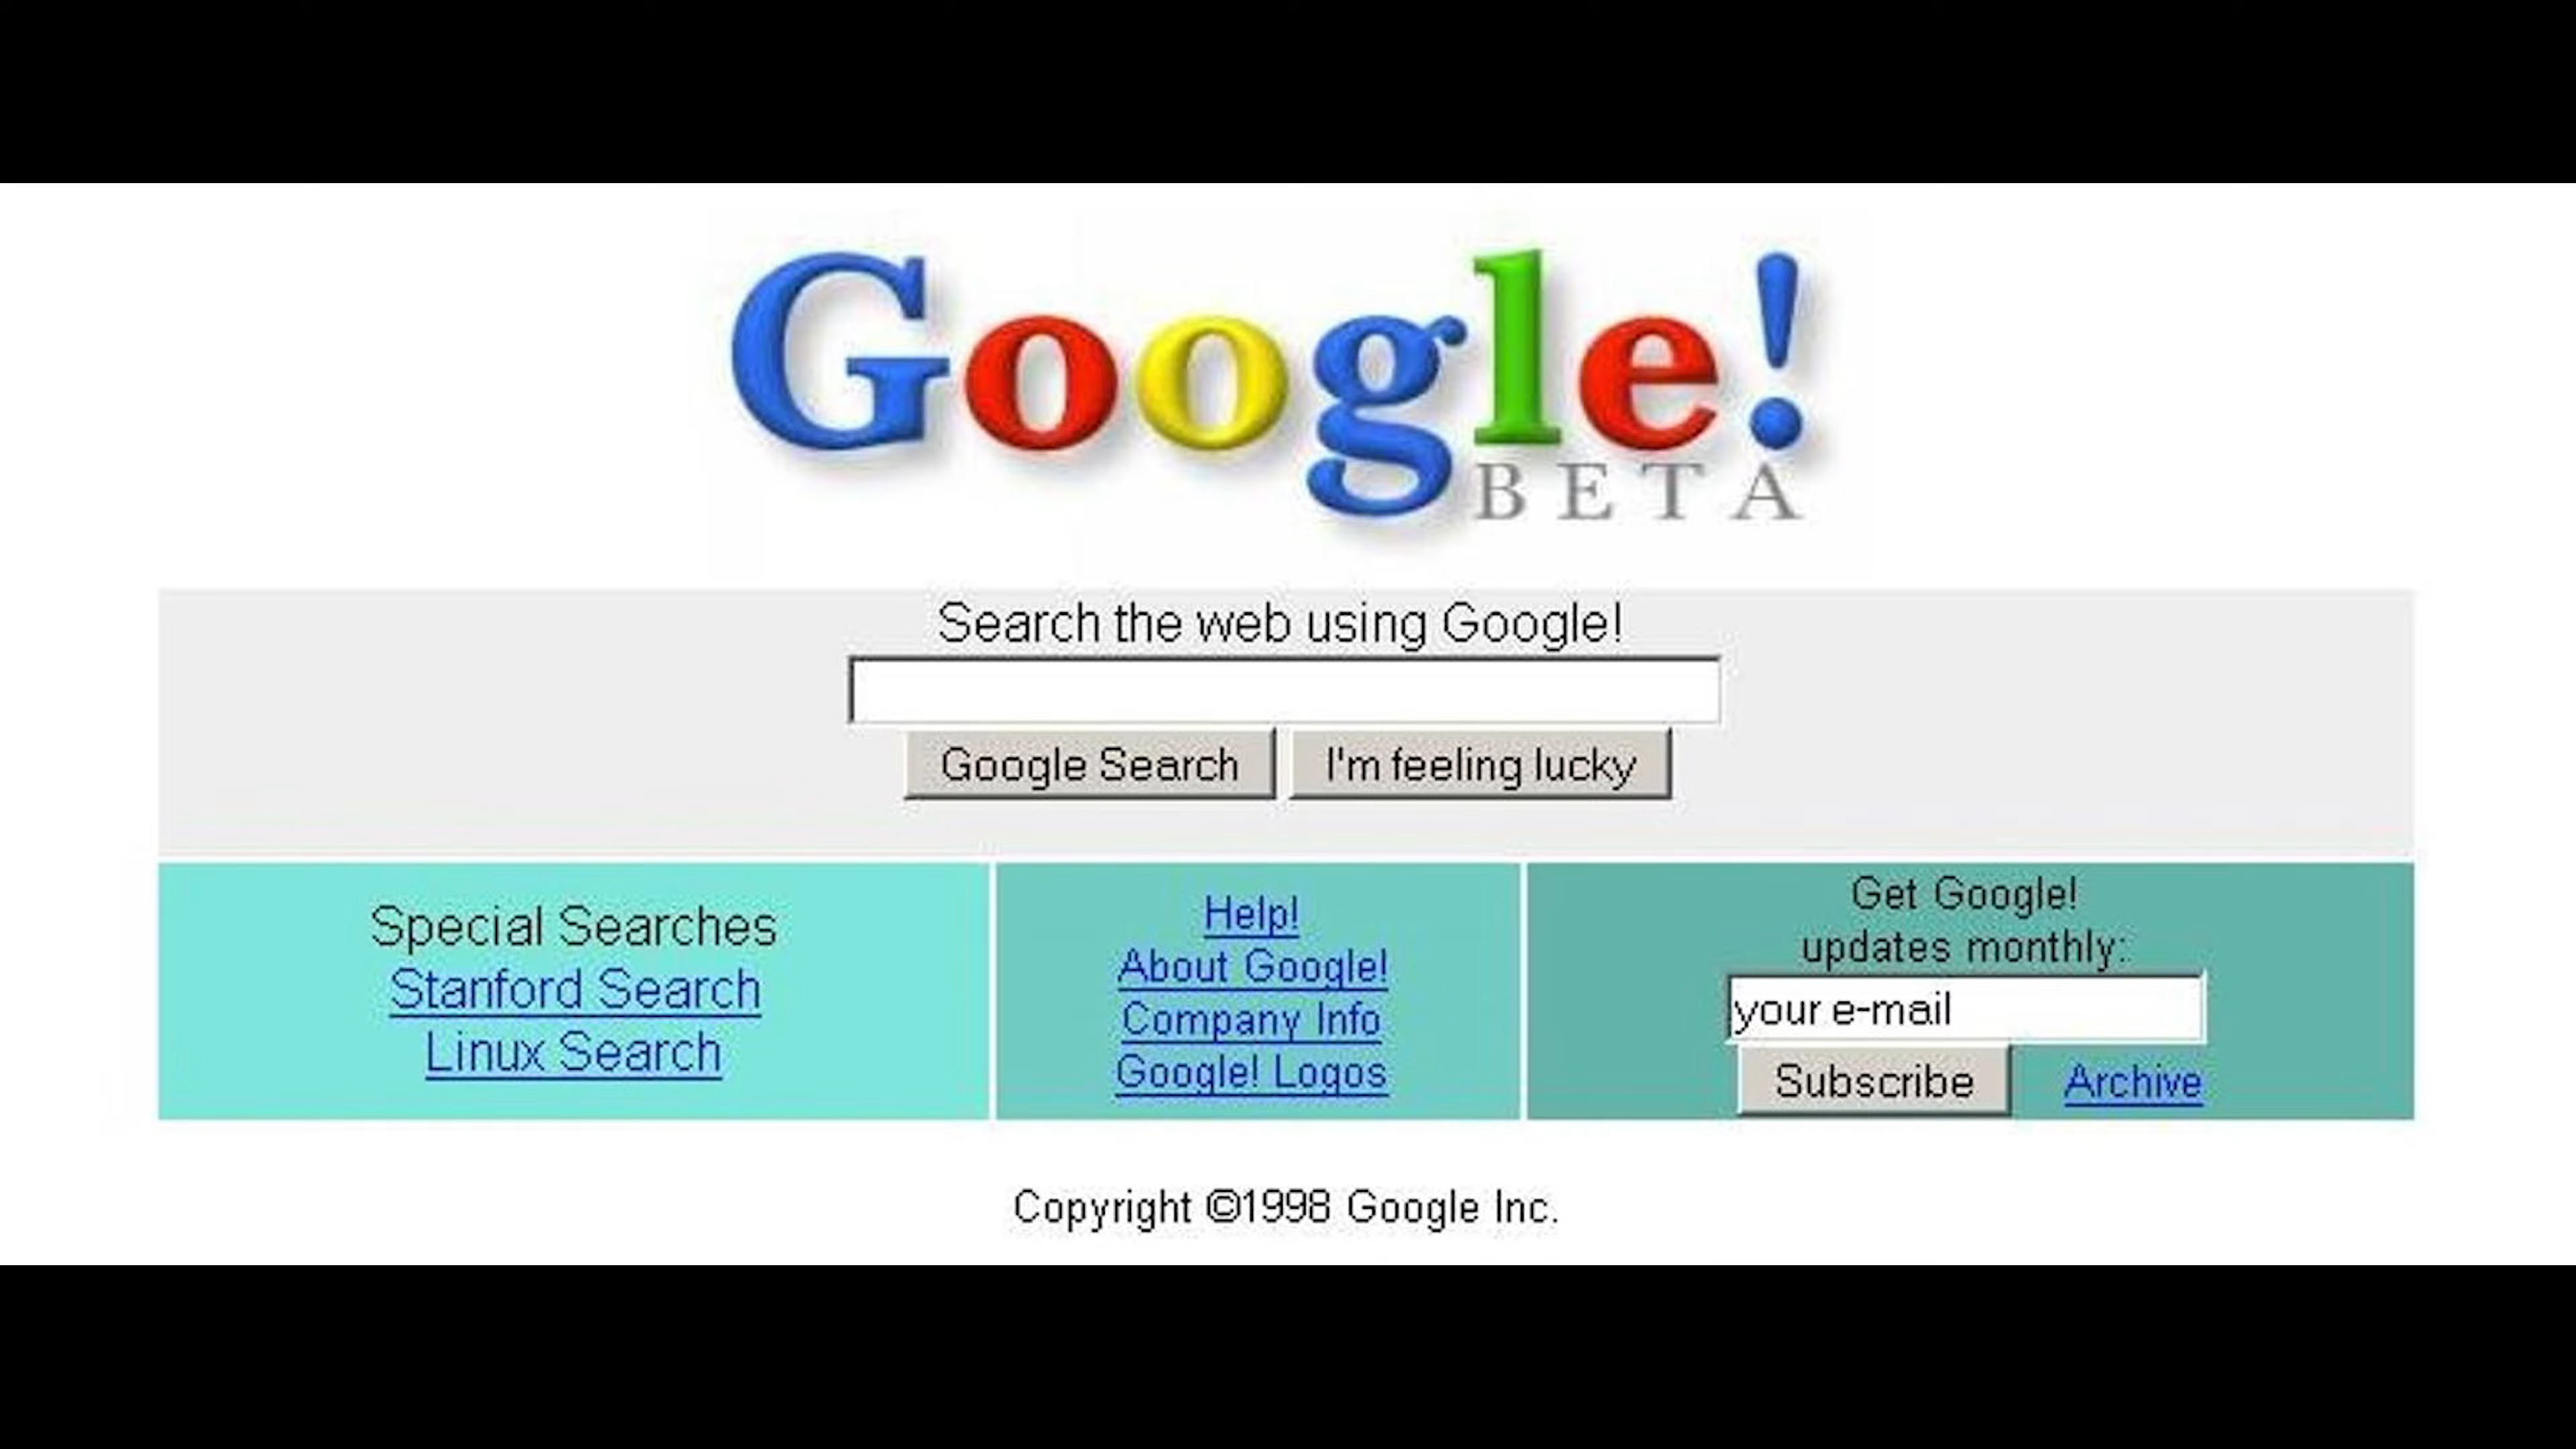 Google!
BETA
Search the web using Google!
Google Search I'm feeling lucky
Special Searches
Stanford Search
Linux Search
Help!
About Google!
Company Info
Google! Logos
Get Google!
updates monthly:
your e-mail
Subscribe Archive
Copyright ©1998 Google Inc.